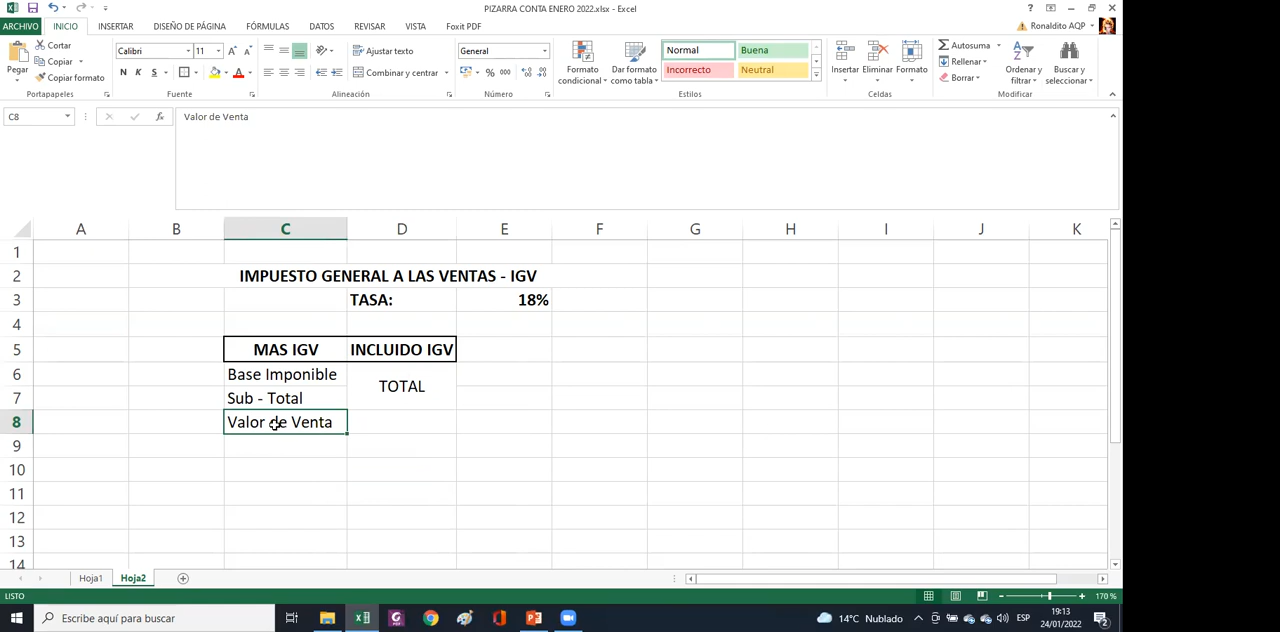 PIZARRA CONTA ENERO 2022.xlsx - Excel
ARCHIVO INICIO INSERTAR DISEÑO DE PÁGINA FÓRMULAS DATOS REVISAR VISTA Foxit PDF Ronaldito AQP
Pegar
Cortar
Copiar
Copiar formato
Portapapeles
Calibri 11
N K S A
Fuente
Ajustar texto
Combinar y centrar
Alineación
General
% 000
Número
Formato condicional
Dar formato como tabla
Normal Buena
Incorrecto Neutral
Estilos
Insertar Eliminar Formato
Celdas
Autosuma
Rellenar
Borrar
Ordenar y filtrar
Buscar y seleccionar
Modificar
C8 fx Valor de Venta
A B C D E F G H I J K
1
2 IMPUESTO GENERAL A LAS VENTAS - IGV
3 TASA: 18%
4
5 MAS IGV INCLUIDO IGV
6 Base Imponible TOTAL
7 Sub - Total
8 Valor de Venta
9
10
11
12
13
14
Hoja1 Hoja2
LISTO 170 %
Escribe aquí para buscar
14°C Nublado ESP
19:13
24/01/2022
2